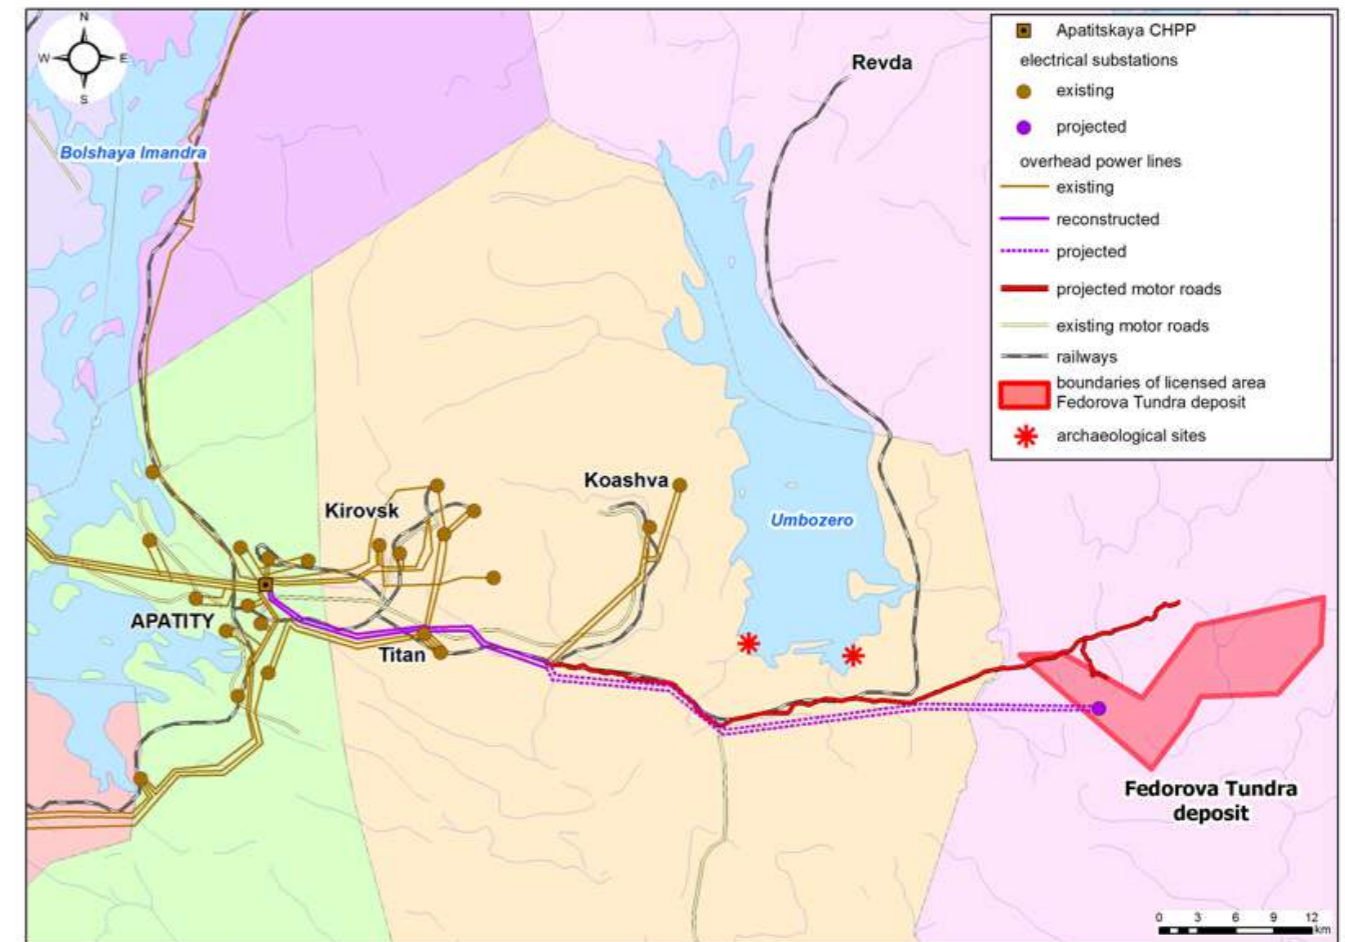 N
W
E
S
Bolshaya Imandra
Revda
Kirovsk
Koashva
Umbozero
APATITY
Titan
Fedorova Tundra
deposit
Apatitskaya CHPP
electrical substations
existing
projected
overhead power lines
existing
reconstructed
projected
projected motor roads
existing motor roads
railways
boundaries of licensed area
Fedorova Tundra deposit
archaeological sites
0 3 6 9 12
km